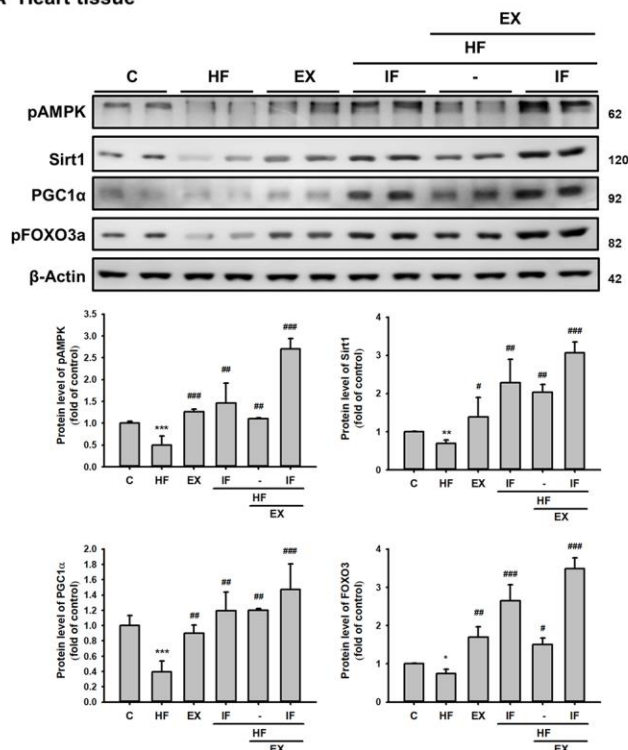 A Heart tissue
EX
HF
C HF EX IF - IF
pAMPK 62
Sirt1 120
PGC1α 92
pFOXO3a 82
β-Actin 42
Protein level of pAMPK
(fold of control)
3.5
3.0
2.5
2.0
1.5
1.0
0.5
0.0
*** ### ## ## ###
C HF EX IF - IF
HF
EX
Protein level of Sirt1
(fold of control)
4
3
2
1
0
** # ## ## ###
C HF EX IF - IF
HF
EX
Protein level of PGC1α
(fold of control)
2.0
1.8
1.6
1.4
1.2
1.0
0.8
0.6
0.4
0.2
0.0
*** ## ## ## ###
C HF EX IF - IF
HF
EX
Protein level of FOXO3
(fold of control)
4
3
2
1
0
* ## ### # ###
C HF EX IF - IF
HF
EX